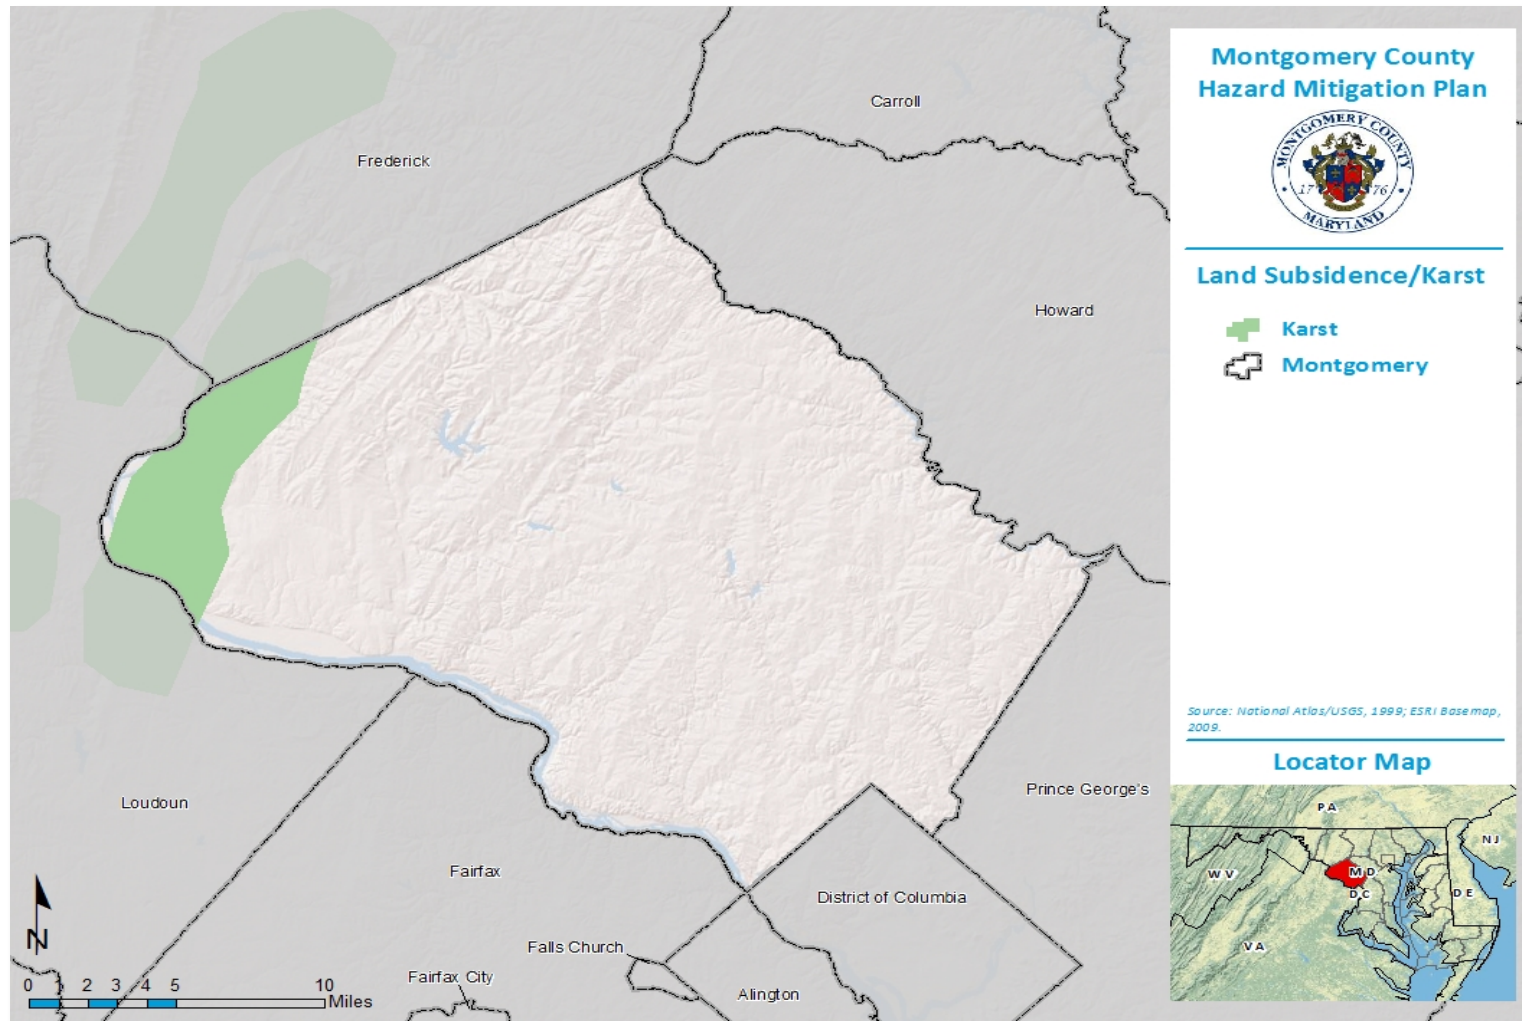 Montgomery County
Hazard Mitigation Plan
MONTGOMERY COUNTY
17 76
MARYLAND
Land Subsidence/Karst
Karst
Montgomery
Source: National Atlas/USGS, 1999; ESRI Basemap,
2009.
Locator Map
PA
NJ
WV
MD
DC
DE
VA
Carroll
Frederick
Howard
Prince George's
Loudoun
Fairfax
District of Columbia
Falls Church
Fairfax City
Alington
N
0 1 2 3 4 5 10
Miles